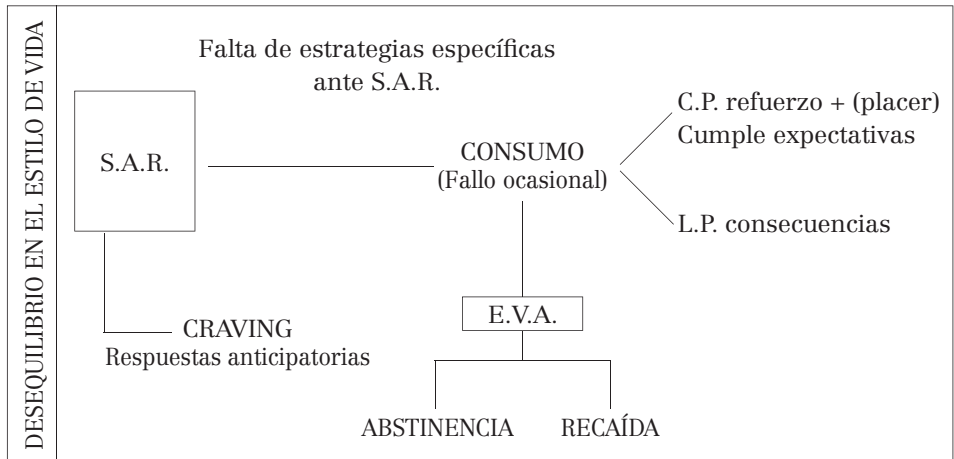 DESEQUILIBRIO EN EL ESTILO DE VIDA
Falta de estrategias específicas
ante S.A.R.
S.A.R.
CONSUMO
(Fallo ocasional)
C.P. refuerzo + (placer)
Cumple expectativas
L.P. consecuencias
CRAVING
Respuestas anticipatorias
E.V.A.
ABSTINENCIA
RECAÍDA